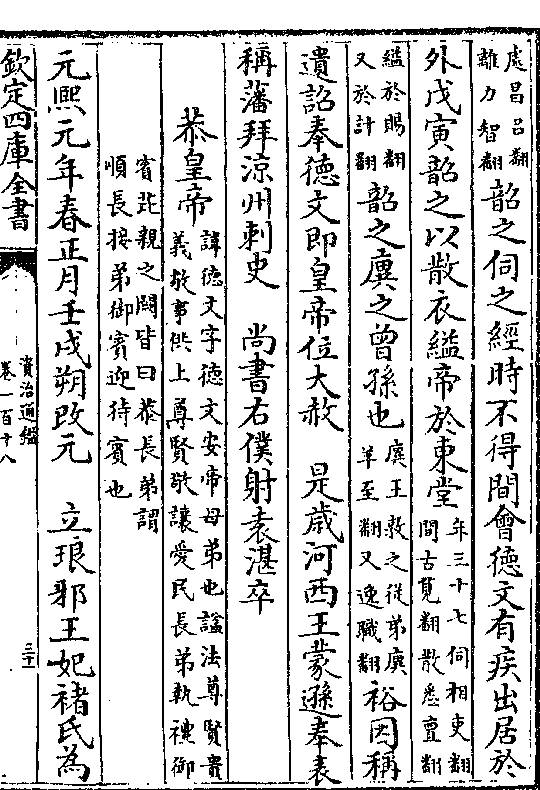 處昌呂翻
離力智翻
韶之伺之經時不得間會德文有疾出居於
外戊寅韶之以散衣縊帝於東堂
年三十七伺相吏翻
間古莧翻散悉亶翻
縊於賜翻
又於計翻
韶之廙之曾孫也
廙王敦之從弟廙
羊至翻又逸職翻
裕因稱
遺詔奉德文即皇帝位大赦 是歲河西王蒙遜奉表
稱藩拜涼州刺史 尚書右僕射袁湛卒
恭皇帝
諱德文字德文安帝母弟也諡法尊賢貴
義敬事供上尊賢敬讓愛民長弟執禮御
賓芘親之闕皆曰恭長弟謂
順長接弟御賓迎待賓也
元熙元年春正月壬戌朔改元 立琅邪王妃褚氏為
欽定四庫全書
資治通鑑
卷一百十八